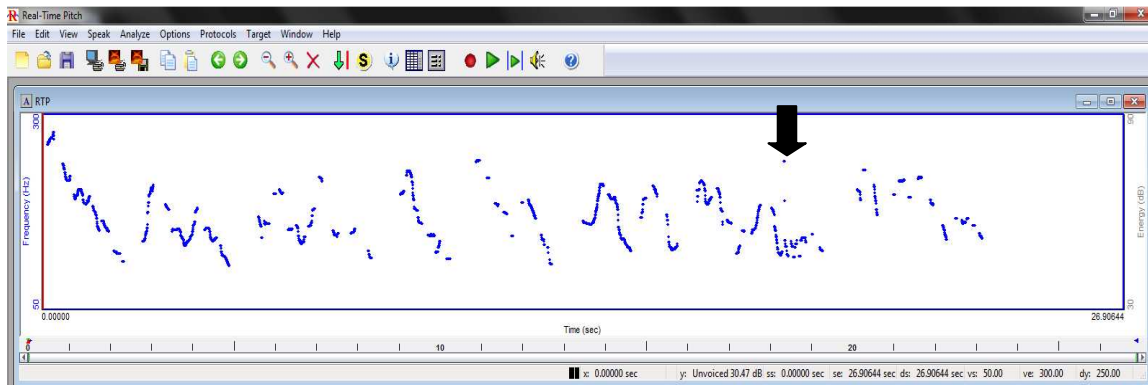 Real-Time Pitch
File Edit View Speak Analyze Options Protocols Target Window Help
A RTP
300
90
Frequency (Hz)
Energy (dB)
50
30
0.00000
26.90644
Time (sec)
0 10 20
x: 0.00000 sec y: Unvoiced 30.47 dB ss: 0.00000 sec se: 26.90644 sec ds: 26.90644 sec vs: 50.00 ve: 300.00 dy: 250.00